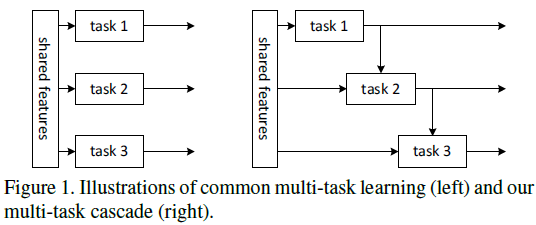 shared features
task 1
task 2
task 3
shared features
task 1
task 2
task 3
Figure 1. Illustrations of common multi-task learning (left) and our
multi-task cascade (right).